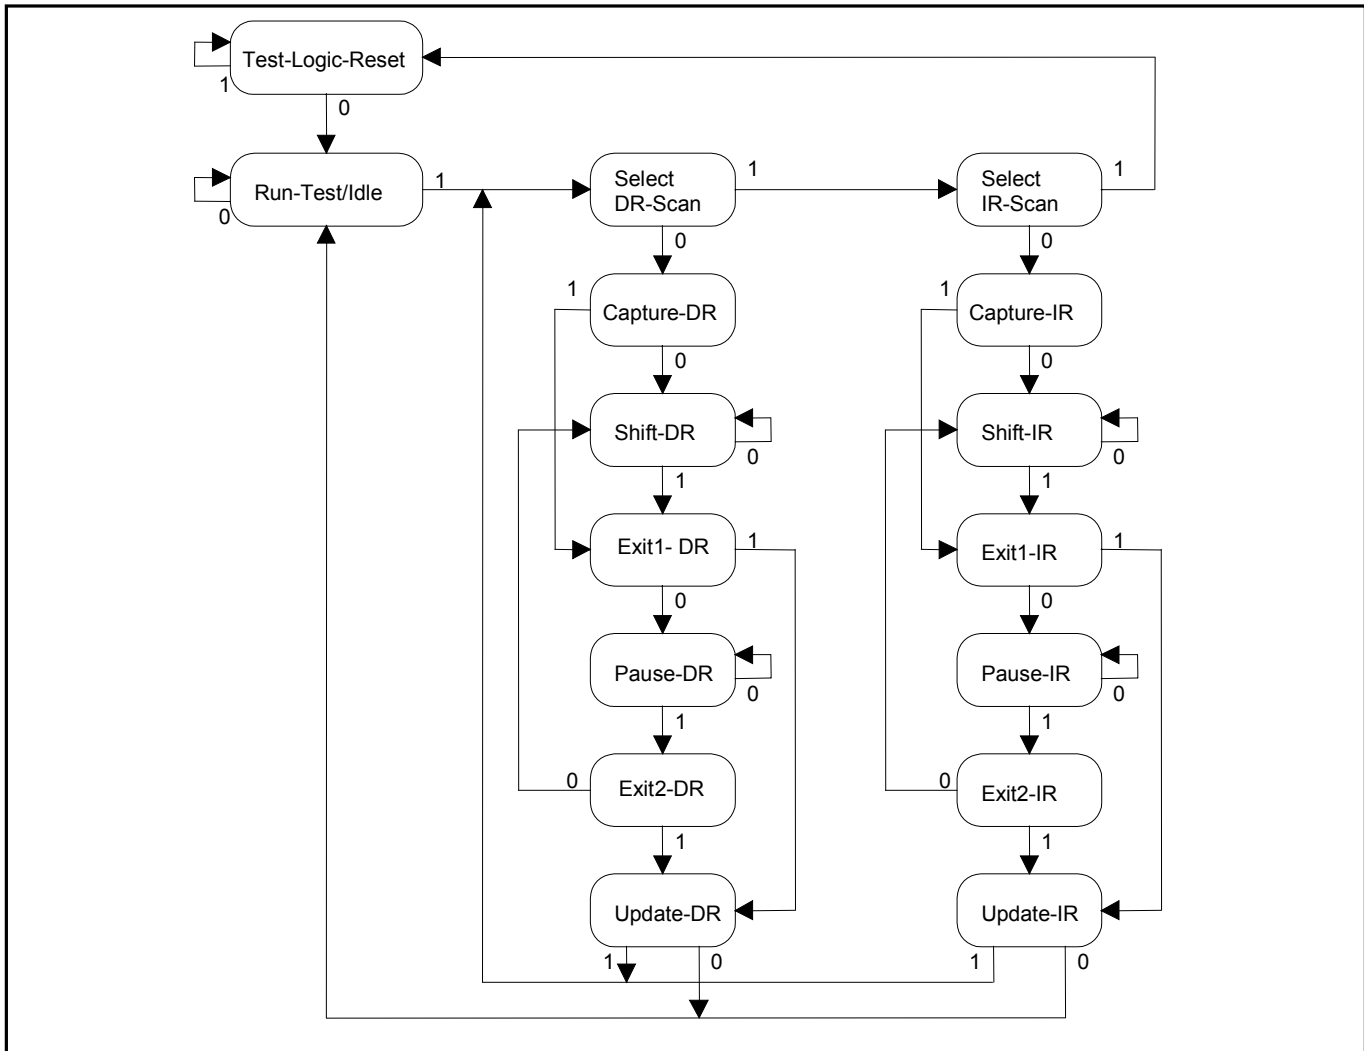 Test-Logic-Reset
1
0
Run-Test/Idle
0
1
Select
DR-Scan
1
0
Select
IR-Scan
1
0
1
Capture-DR
0
1
Capture-IR
0
Shift-DR
0
1
Shift-IR
0
1
Exit1- DR
1
0
Exit1-IR
1
0
Pause-DR
0
1
Pause-IR
0
1
0
Exit2-DR
1
0
Exit2-IR
1
Update-DR
1
0
Update-IR
1
0